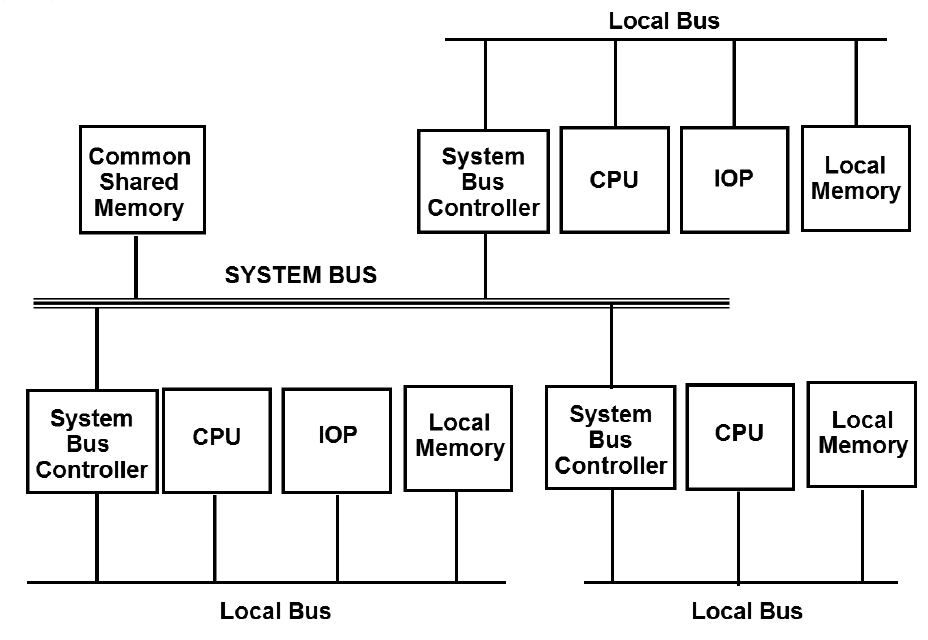 Local Bus
Common
Shared
Memory
System
Bus
Controller
CPU
IOP
Local
Memory
SYSTEM BUS
System
Bus
Controller
CPU
IOP
Local
Memory
System
Bus
Controller
CPU
Local
Memory
Local Bus
Local Bus